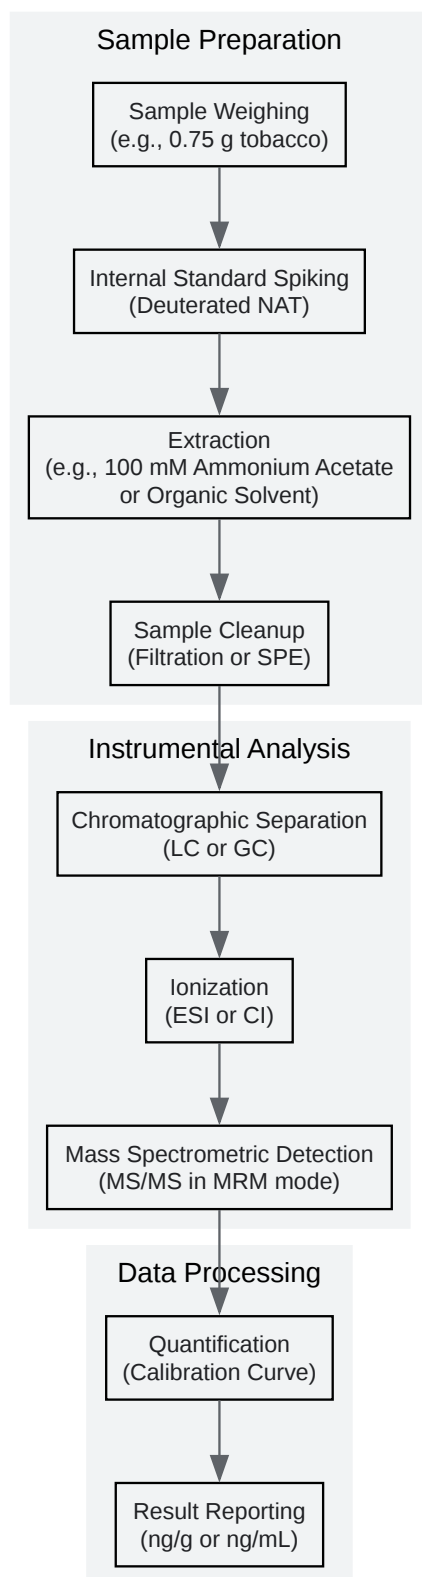 Sample Preparation
Sample Weighing
(e.g., 0.75 g tobacco)
Internal Standard Spiking
(Deuterated NAT)
Extraction
(e.g., 100 mM Ammonium Acetate
or Organic Solvent)
Sample Cleanup
(Filtration or SPE)
Instrumental Analysis
Chromatographic Separation
(LC or GC)
Ionization
(ESI or CI)
Mass Spectrometric Detection
(MS/MS in MRM mode)
Data Processing
Quantification
(Calibration Curve)
Result Reporting
(ng/g or ng/mL)